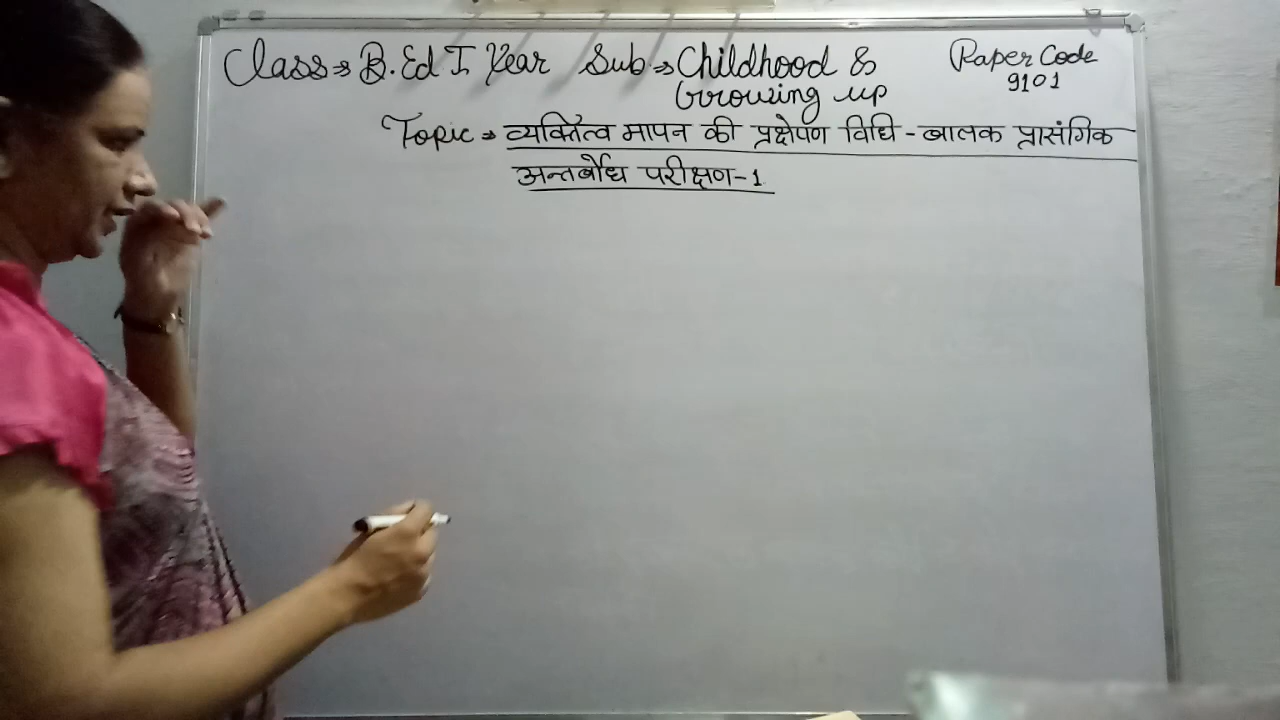 Class → B.Ed I Year Sub → Childhood & Growing up
Paper Code 9101
Topic → व्यक्तित्व मापन की प्रक्षेपण विधि - बालक प्रासंगिक
अन्तर्बोध परीक्षण-1